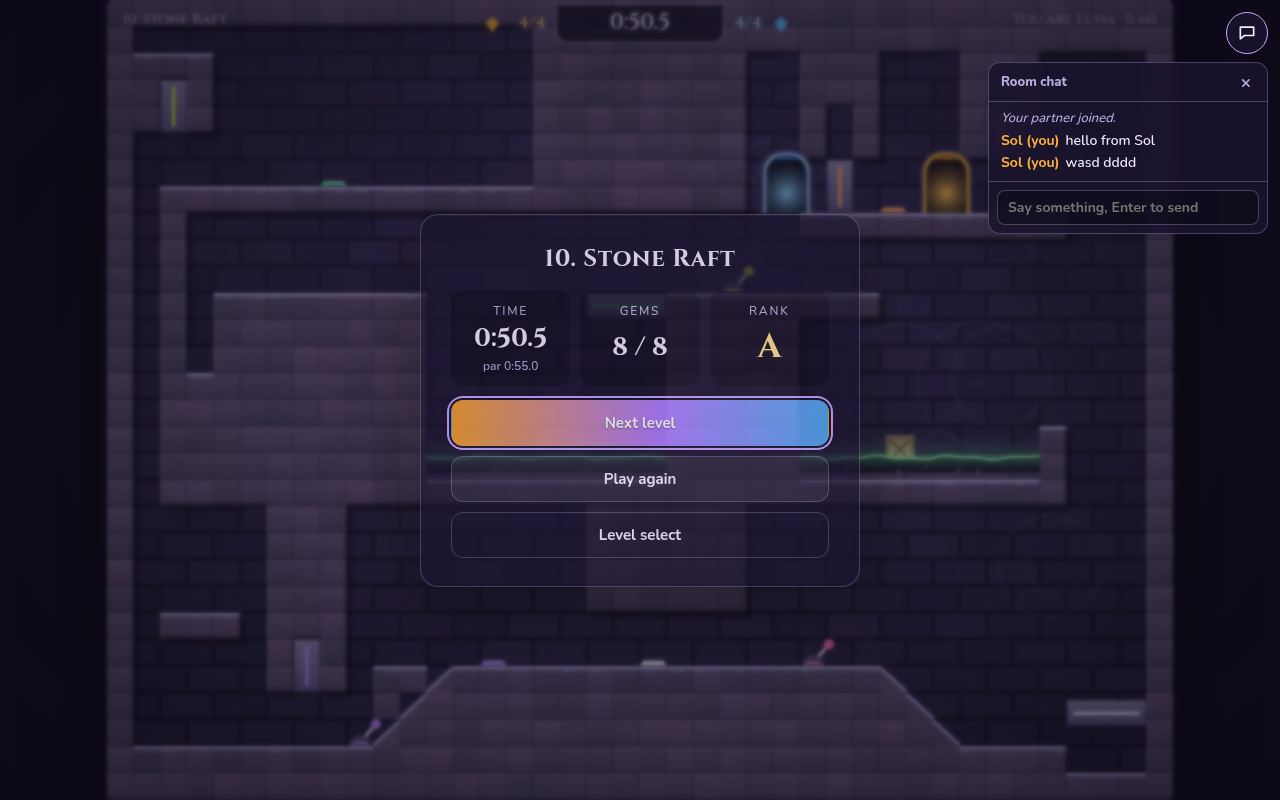 10. Stone Raft
4/4
0:50.5
4/4
You are Luna · 0 ms
Room chat
Your partner joined.
Sol (you) hello from Sol
Sol (you) wasd dddd
Say something, Enter to send
10. Stone Raft
TIME
0:50.5
par 0:55.0
GEMS
8 / 8
RANK
A
Next level
Play again
Level select